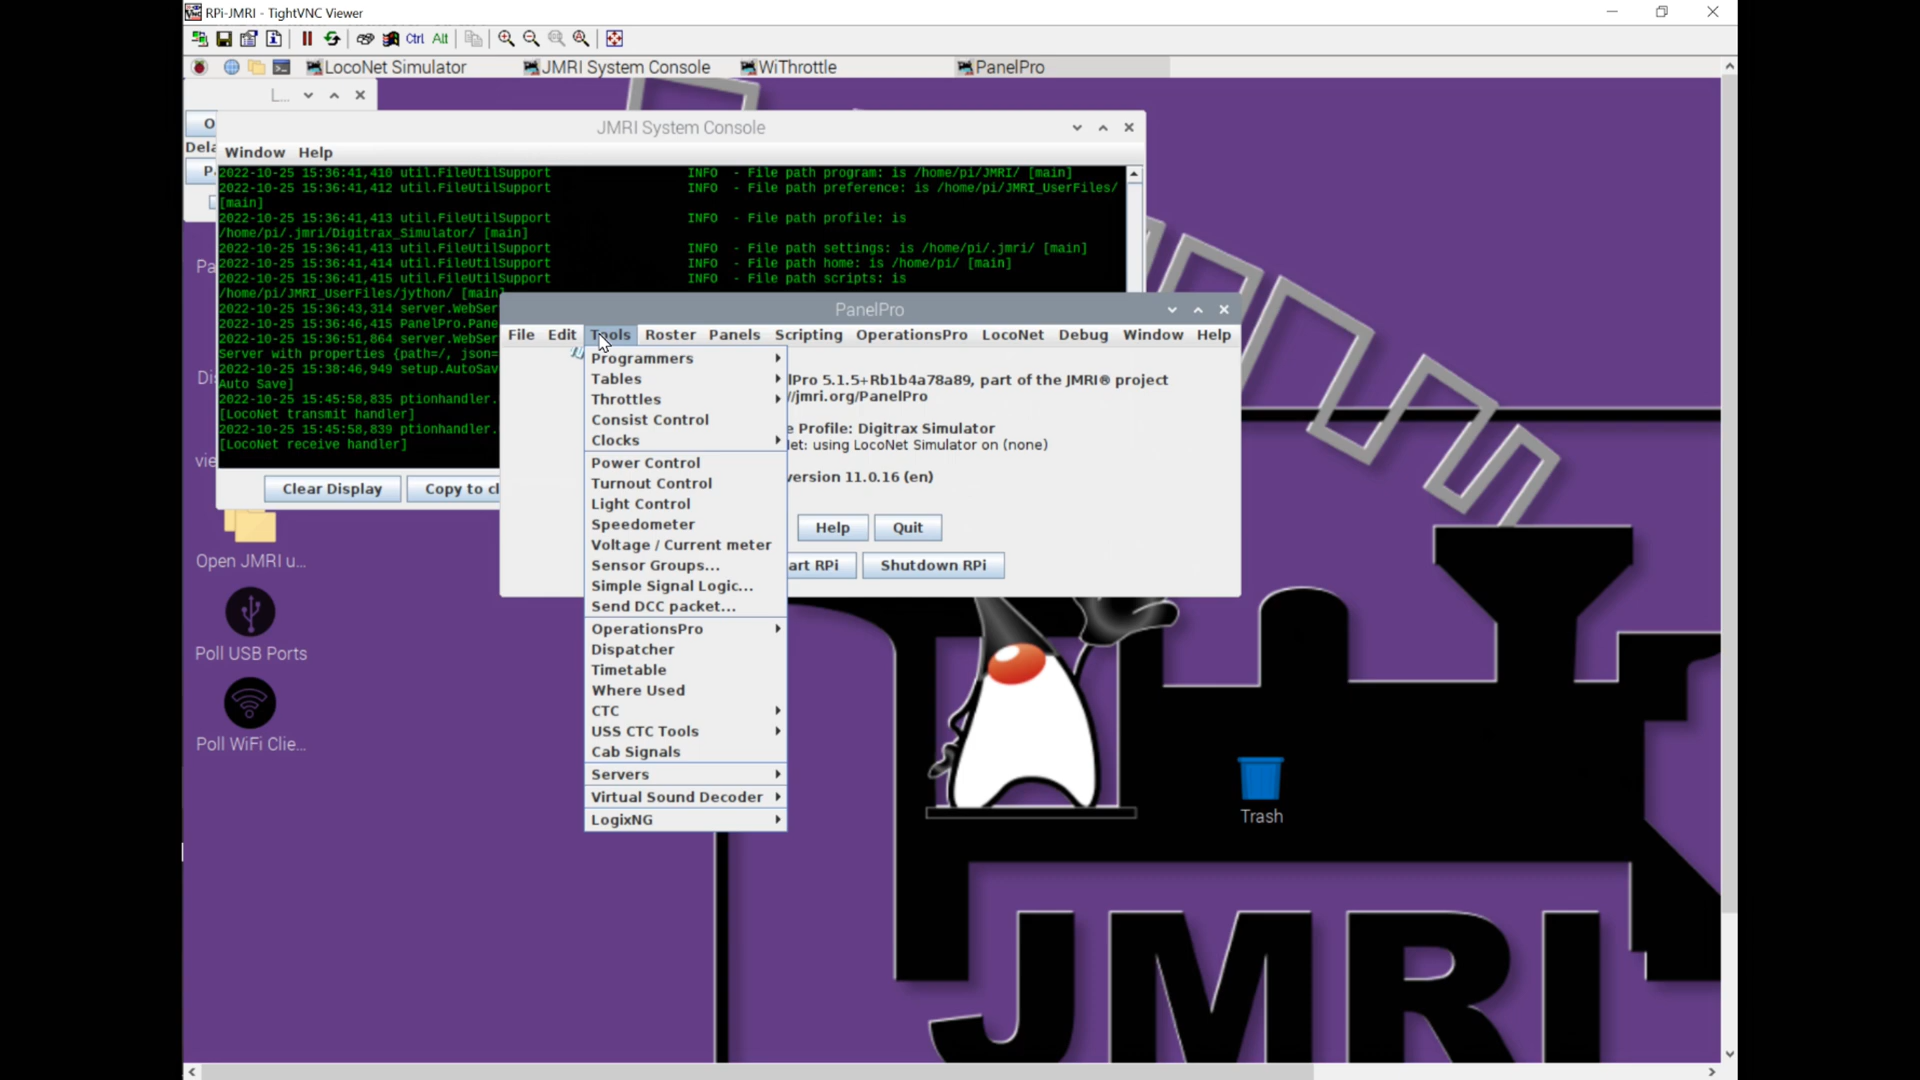 RPi-JMRI - TightVNC Viewer
Ctrl Alt
LocoNet Simulator JMRI System Console WiThrottle PanelPro
L...
JMRI System Console
Window Help
2022-10-25 15:36:41,410 util.FileUtilSupport INFO - File path program: is /home/pi/JMRI/ [main]
2022-10-25 15:36:41,412 util.FileUtilSupport INFO - File path preference: is /home/pi/JMRI_UserFiles/
[main]
2022-10-25 15:36:41,413 util.FileUtilSupport INFO - File path profile: is
/home/pi/.jmri/Digitrax_Simulator/ [main]
2022-10-25 15:36:41,413 util.FileUtilSupport INFO - File path settings: is /home/pi/.jmri/ [main]
2022-10-25 15:36:41,414 util.FileUtilSupport INFO - File path home: is /home/pi/ [main]
2022-10-25 15:36:41,415 util.FileUtilSupport INFO - File path scripts: is
/home/pi/JMRI_UserFiles/jython/ [main]
2022-10-25 15:36:43,314 server.WebSer
2022-10-25 15:36:46,415 PanelPro.Pane
2022-10-25 15:36:51,864 server.WebSer
Server with properties {path=/, json=
2022-10-25 15:38:46,949 setup.AutoSav
Auto Save]
2022-10-25 15:45:58,835 ptionhandler.
[LocoNet transmit handler]
2022-10-25 15:45:58,839 ptionhandler.
[LocoNet receive handler]
Clear Display Copy to cl
O
Dela
P
Pa
Di
vie
Open JMRI u...
Poll USB Ports
Poll WiFi Clie...
PanelPro
File Edit Tools Roster Panels Scripting OperationsPro LocoNet Debug Window Help
Programmers
Tables
Throttles
Consist Control
Clocks
Power Control
Turnout Control
Light Control
Speedometer
Voltage / Current meter
Sensor Groups...
Simple Signal Logic...
Send DCC packet...
OperationsPro
Dispatcher
Timetable
Where Used
CTC
USS CTC Tools
Cab Signals
Servers
Virtual Sound Decoder
LogixNG
lPro 5.1.5+Rb1b4a78a89, part of the JMRI® project
//jmri.org/PanelPro
e Profile: Digitrax Simulator
let: using LocoNet Simulator on (none)
version 11.0.16 (en)
Help Quit
art RPi Shutdown RPi
Trash
JMRI